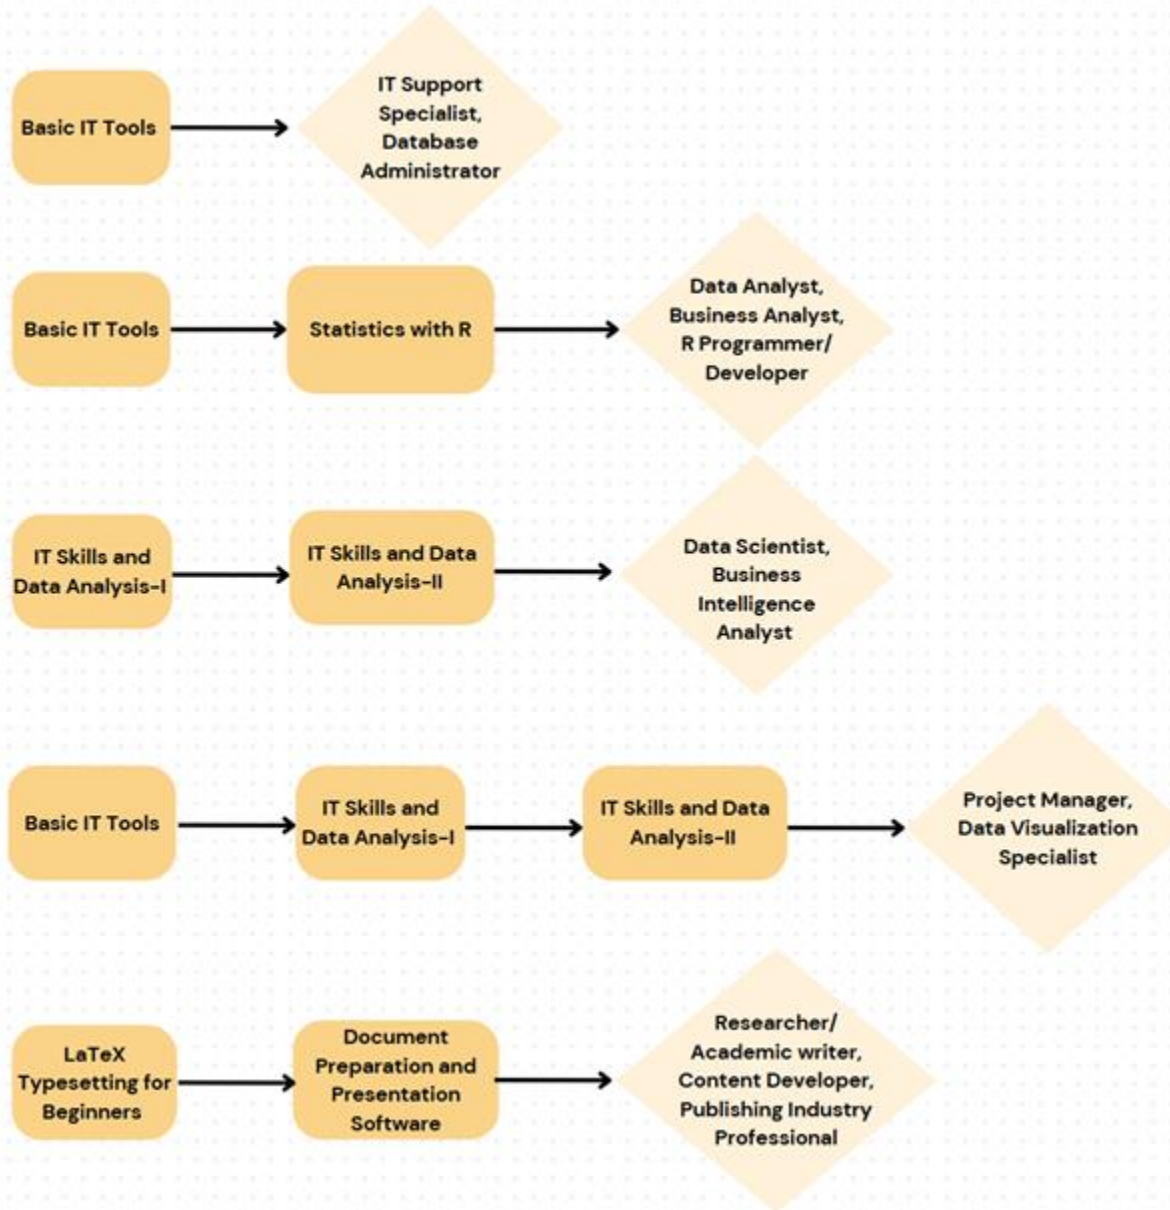 Basic IT Tools
IT Support
Specialist,
Database
Administrator
Basic IT Tools
Statistics with R
Data Analyst,
Business Analyst,
R Programmer/
Developer
IT Skills and
Data Analysis-I
IT Skills and Data
Analysis-II
Data Scientist,
Business
Intelligence
Analyst
Basic IT Tools
IT Skills and
Data Analysis-I
IT Skills and Data
Analysis-II
Project Manager,
Data Visualization
Specialist
LaTeX
Typesetting for
Beginners
Document
Preparation and
Presentation
Software
Researcher/
Academic writer,
Content Developer,
Publishing Industry
Professional